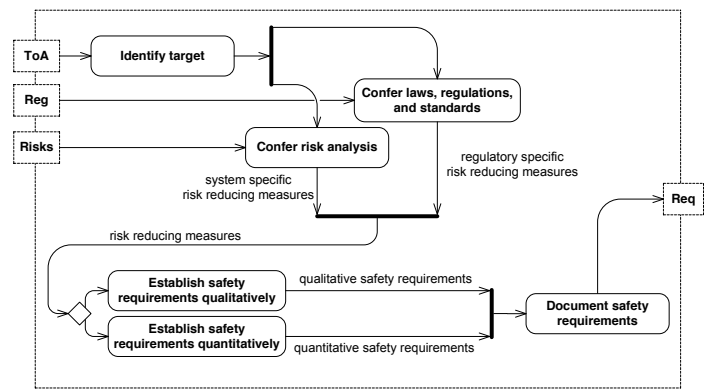 ToA
Identify target
Reg
Confer laws, regulations,
and standards
Risks
Confer risk analysis
system specific
risk reducing measures
regulatory specific
risk reducing measures
Req
risk reducing measures
Establish safety
requirements qualitatively
qualitative safety requirements
Establish safety
requirements quantitatively
quantitative safety requirements
Document safety
requirements